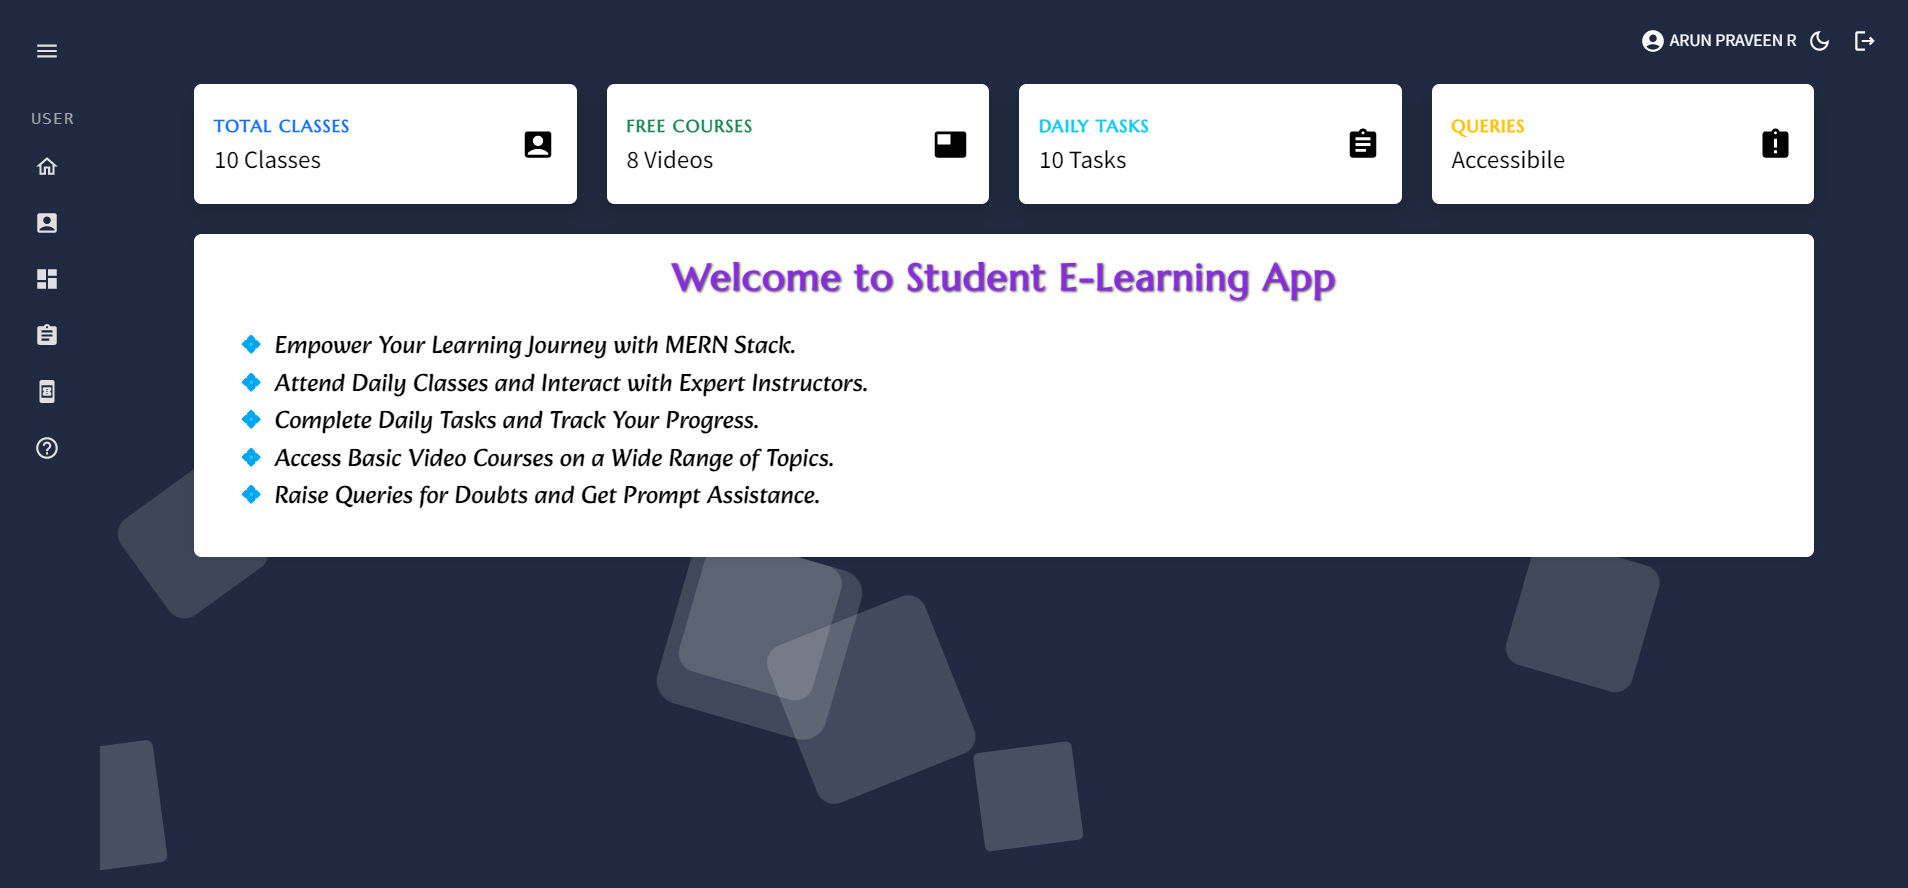 ARUN PRAVEEN R
USER
TOTAL CLASSES
10 Classes
FREE COURSES
8 Videos
DAILY TASKS
10 Tasks
QUERIES
Accessibile
Welcome to Student E-Learning App
Empower Your Learning Journey with MERN Stack.
Attend Daily Classes and Interact with Expert Instructors.
Complete Daily Tasks and Track Your Progress.
Access Basic Video Courses on a Wide Range of Topics.
Raise Queries for Doubts and Get Prompt Assistance.